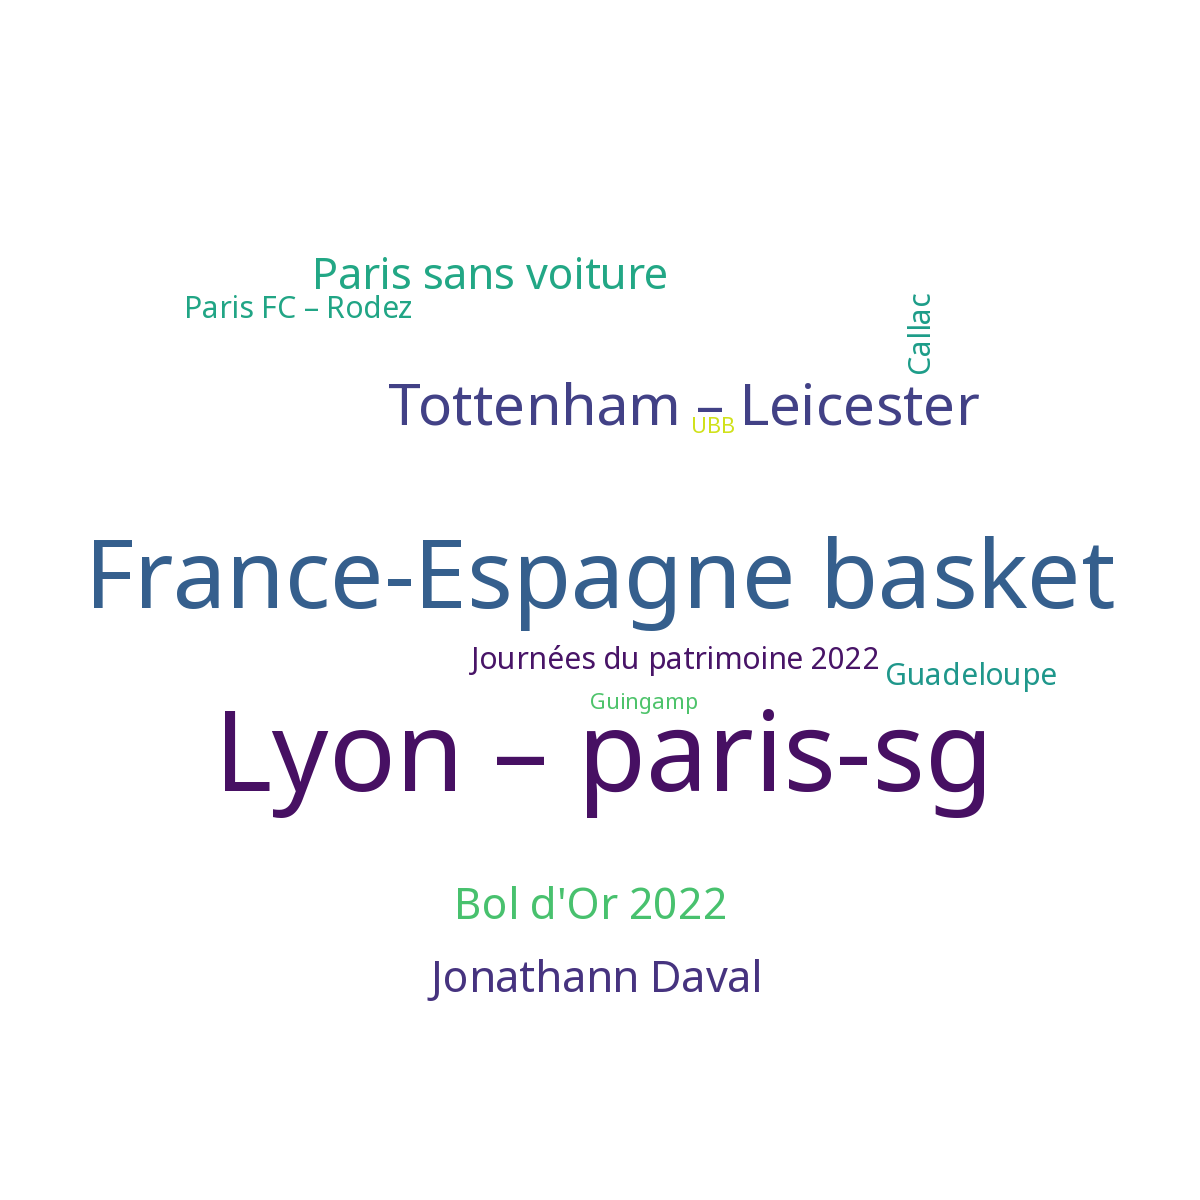 Paris sans voiture
Paris FC – Rodez
Callac
Tottenham – Leicester
UBB
France-Espagne basket
Journées du patrimoine 2022
Guadeloupe
Guingamp
Lyon – paris-sg
Bol d'Or 2022
Jonathann Daval